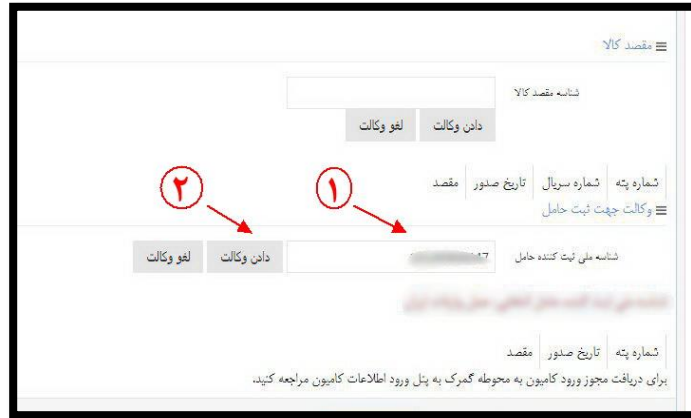 مقصد کالا
شناسه مقصد کالا
دادن وکالت لغو وکالت
شماره پته شماره سریال تاریخ صدور مقصد
وکالت جهت ثبت حامل
۲ ۱
شناسه ملی ثبت کننده حامل 47 دادن وکالت لغو وکالت
شماره پته تاریخ صدور مقصد
برای دریافت مجوز ورود کامیون به محوطه گمرک به پنل ورود اطلاعات کامیون مراجعه کنید.